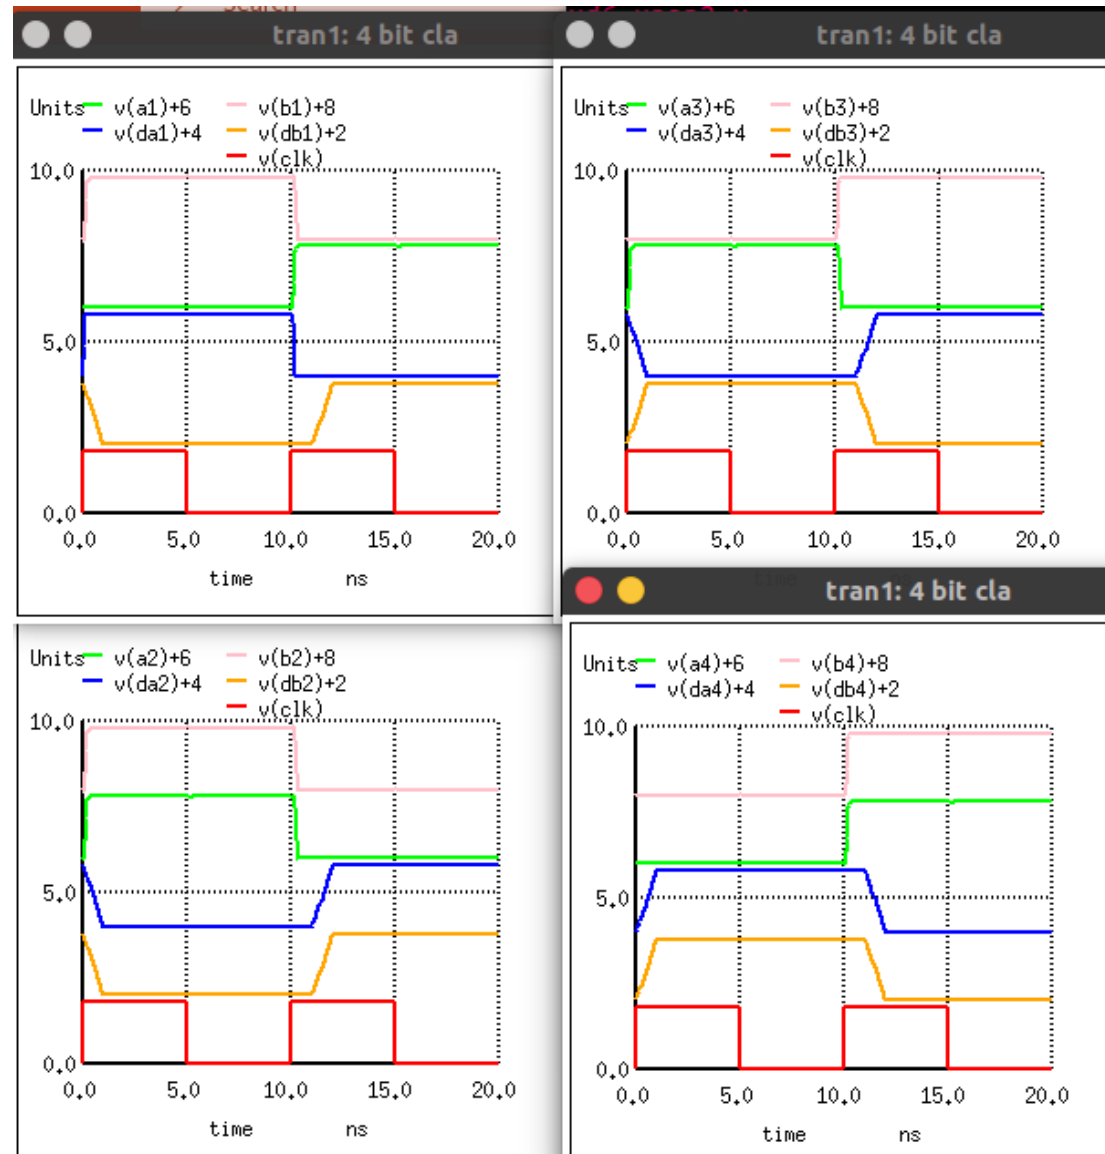 Search
tran1: 4 bit cla
Units v(a1)+6 v(b1)+8
v(da1)+4 v(db1)+2
v(clk)
10.0
5.0
0.0
0.0 5.0 10.0 15.0 20.0
time ns
tran1: 4 bit cla
Units v(a3)+6 v(b3)+8
v(da3)+4 v(db3)+2
v(clk)
10.0
5.0
0.0
0.0 5.0 10.0 15.0 20.0
Units v(a2)+6 v(b2)+8
v(da2)+4 v(db2)+2
v(clk)
10.0
5.0
0.0
0.0 5.0 10.0 15.0 20.0
time ns
tran1: 4 bit cla
Units v(a4)+6 v(b4)+8
v(da4)+4 v(db4)+2
v(clk)
10.0
5.0
0.0
0.0 5.0 10.0 15.0 20.0
time ns